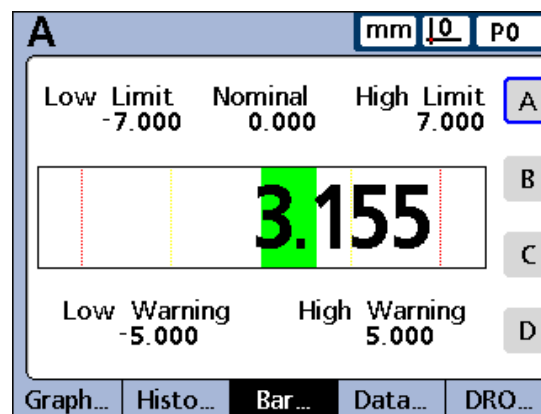 A mm 0 P0
Low Limit Nominal High Limit A
-7.000 0.000 7.000
B
3.155
C
Low Warning High Warning
-5.000 5.000 D
Graph... Histo... Bar... Data... DRO...